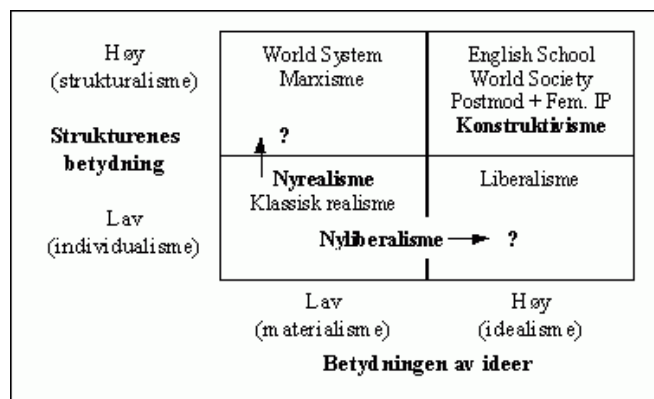 Høy
(strukturalisme)
World System
Marxisme
English School
World Society
Postmod + Fem. IP
Konstruktivisme
Strukturenes
betydning
?
Nyrealisme
Klassisk realisme
Liberalisme
Lav
(individualisme)
Nyliberalisme
?
Lav
(materialisme)
Høy
(idealisme)
Betydningen av ideer